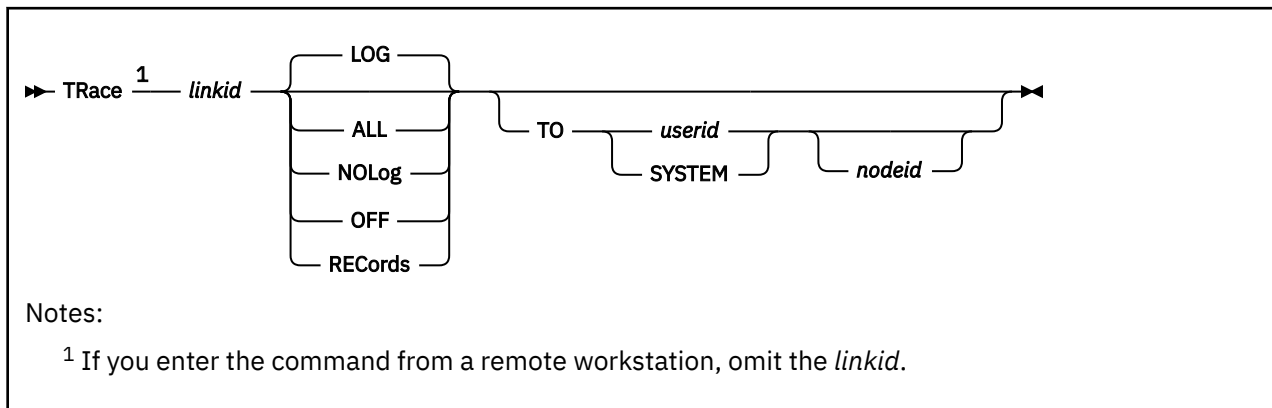 LOG
TRace 1 linkid
ALL TO userid
NOLog SYSTEM nodeid
OFF
RECords
Notes:
1 If you enter the command from a remote workstation, omit the linkid.